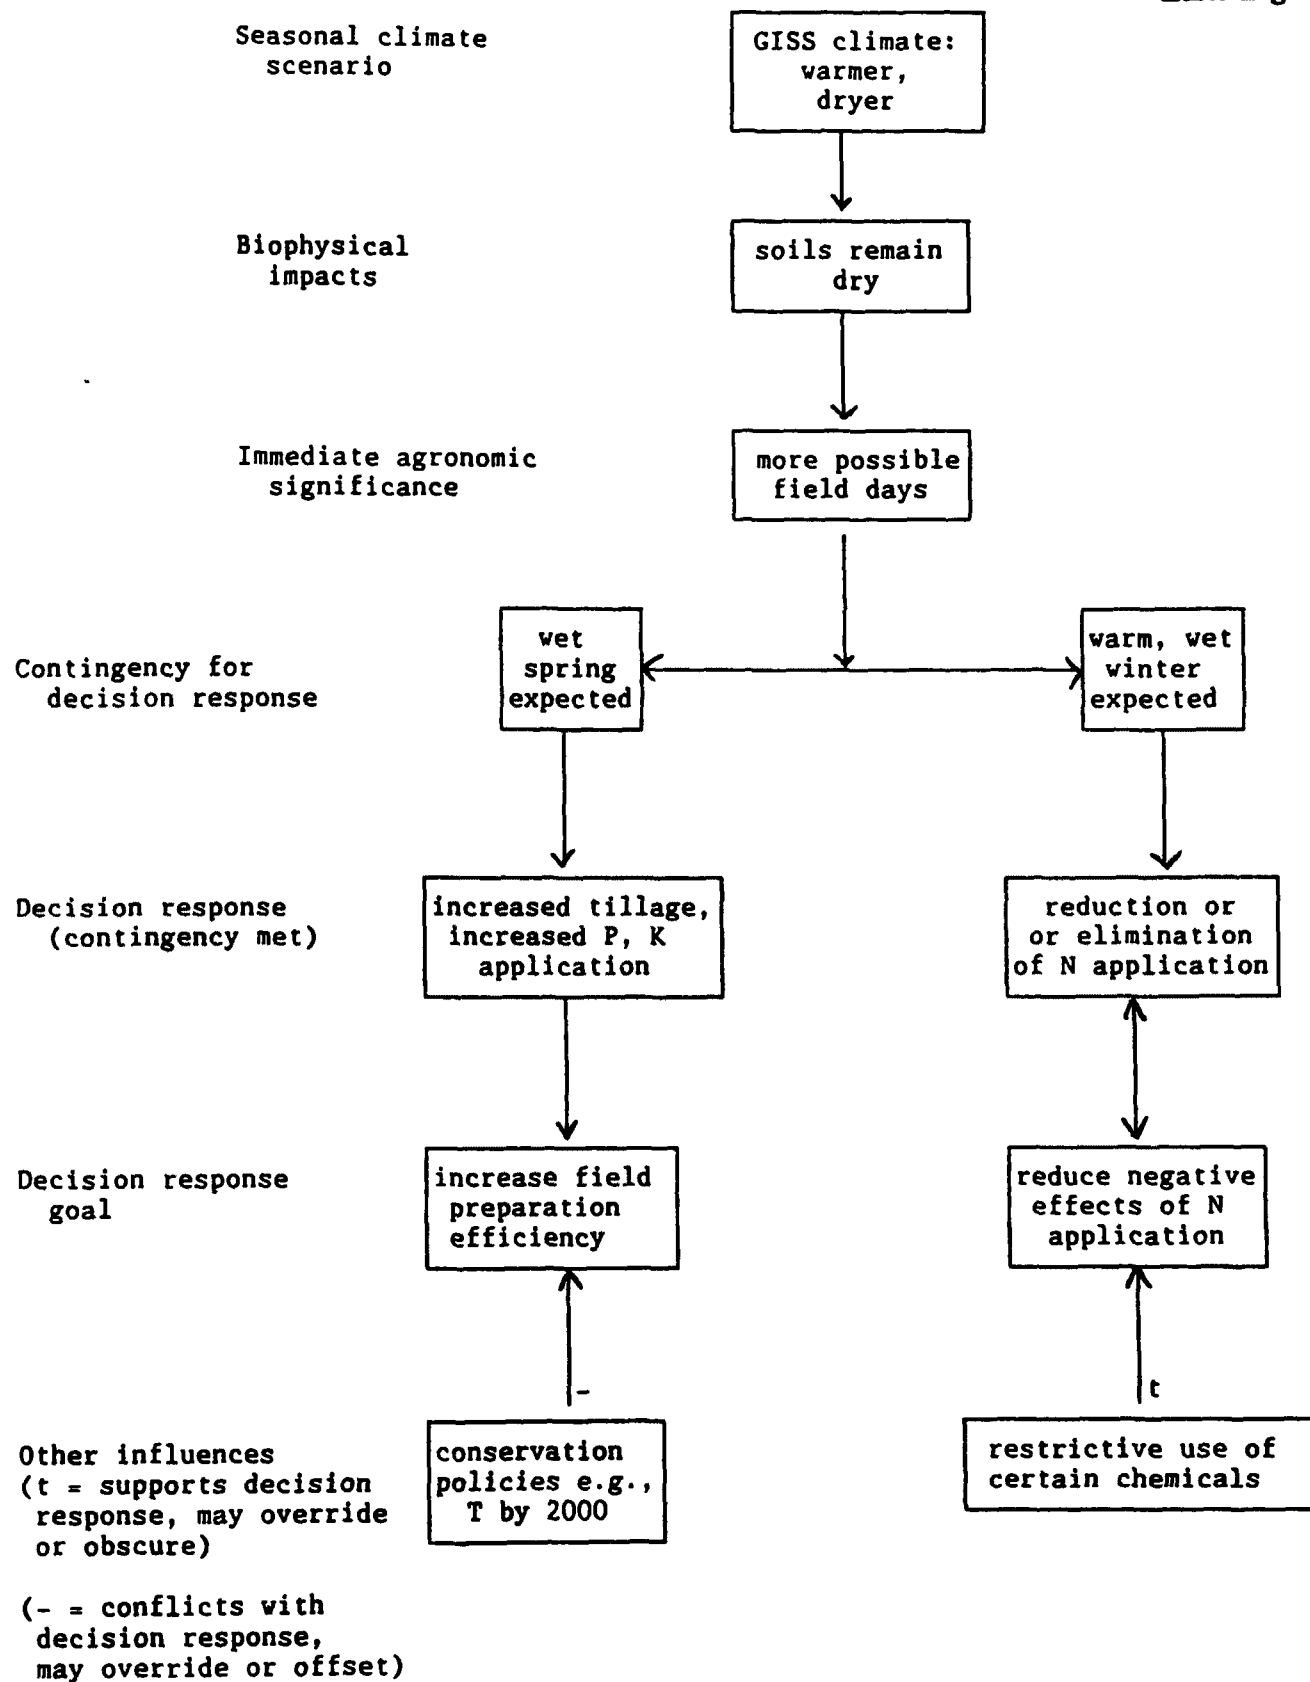 Seasonal climate
scenario
GISS climate:
warmer,
dryer
Biophysical
impacts
soils remain
dry
Immediate agronomic
significance
more possible
field days
Contingency for
decision response
wet
spring
expected
warm, wet
winter
expected
Decision response
(contingency met)
increased tillage,
increased P, K
application
reduction or
or elimination
of N application
Decision response
goal
increase field
preparation
efficiency
reduce negative
effects of N
application
-
t
Other influences
(t = supports decision
response, may override
or obscure)
(- = conflicts with
decision response,
may override or offset)
conservation
policies e.g.,
T by 2000
restrictive use of
certain chemicals